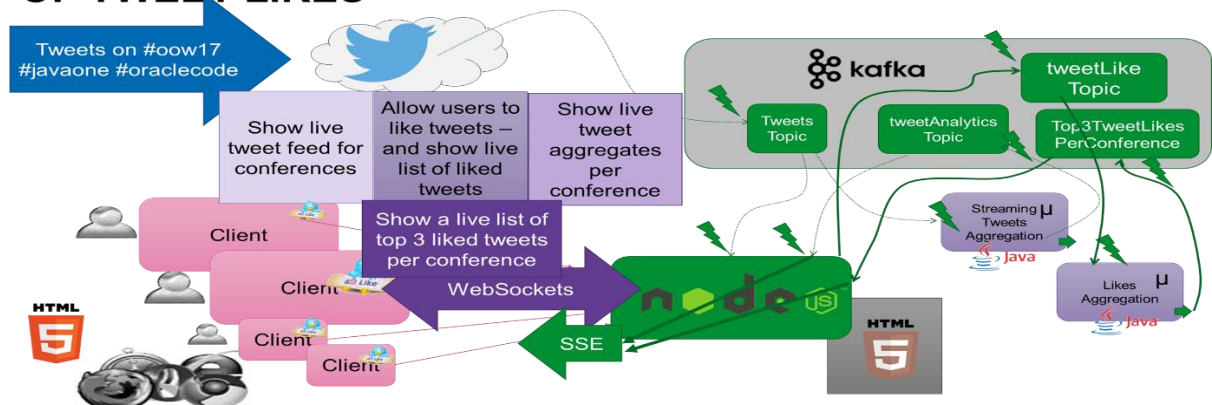 OF TWEET LIKES
Tweets on #oow17
#javaone #oraclecode
Show live
tweet feed for
conferences
Allow users to
like tweets –
and show live
list of liked
tweets
Show live
tweet
aggregates
per
conference
kafka
tweetLike
Topic
Tweets
Topic
tweetAnalytics
Topic
Top3TweetLikes
PerConference
Show a live list of
top 3 liked tweets
per conference
Client
Client
Like
WebSockets
Client
Client
SSE
node
JS
HTML
5
HTML
5
Streaming
Tweets
Aggregation
µ
Java
Likes
Aggregation
µ
Java